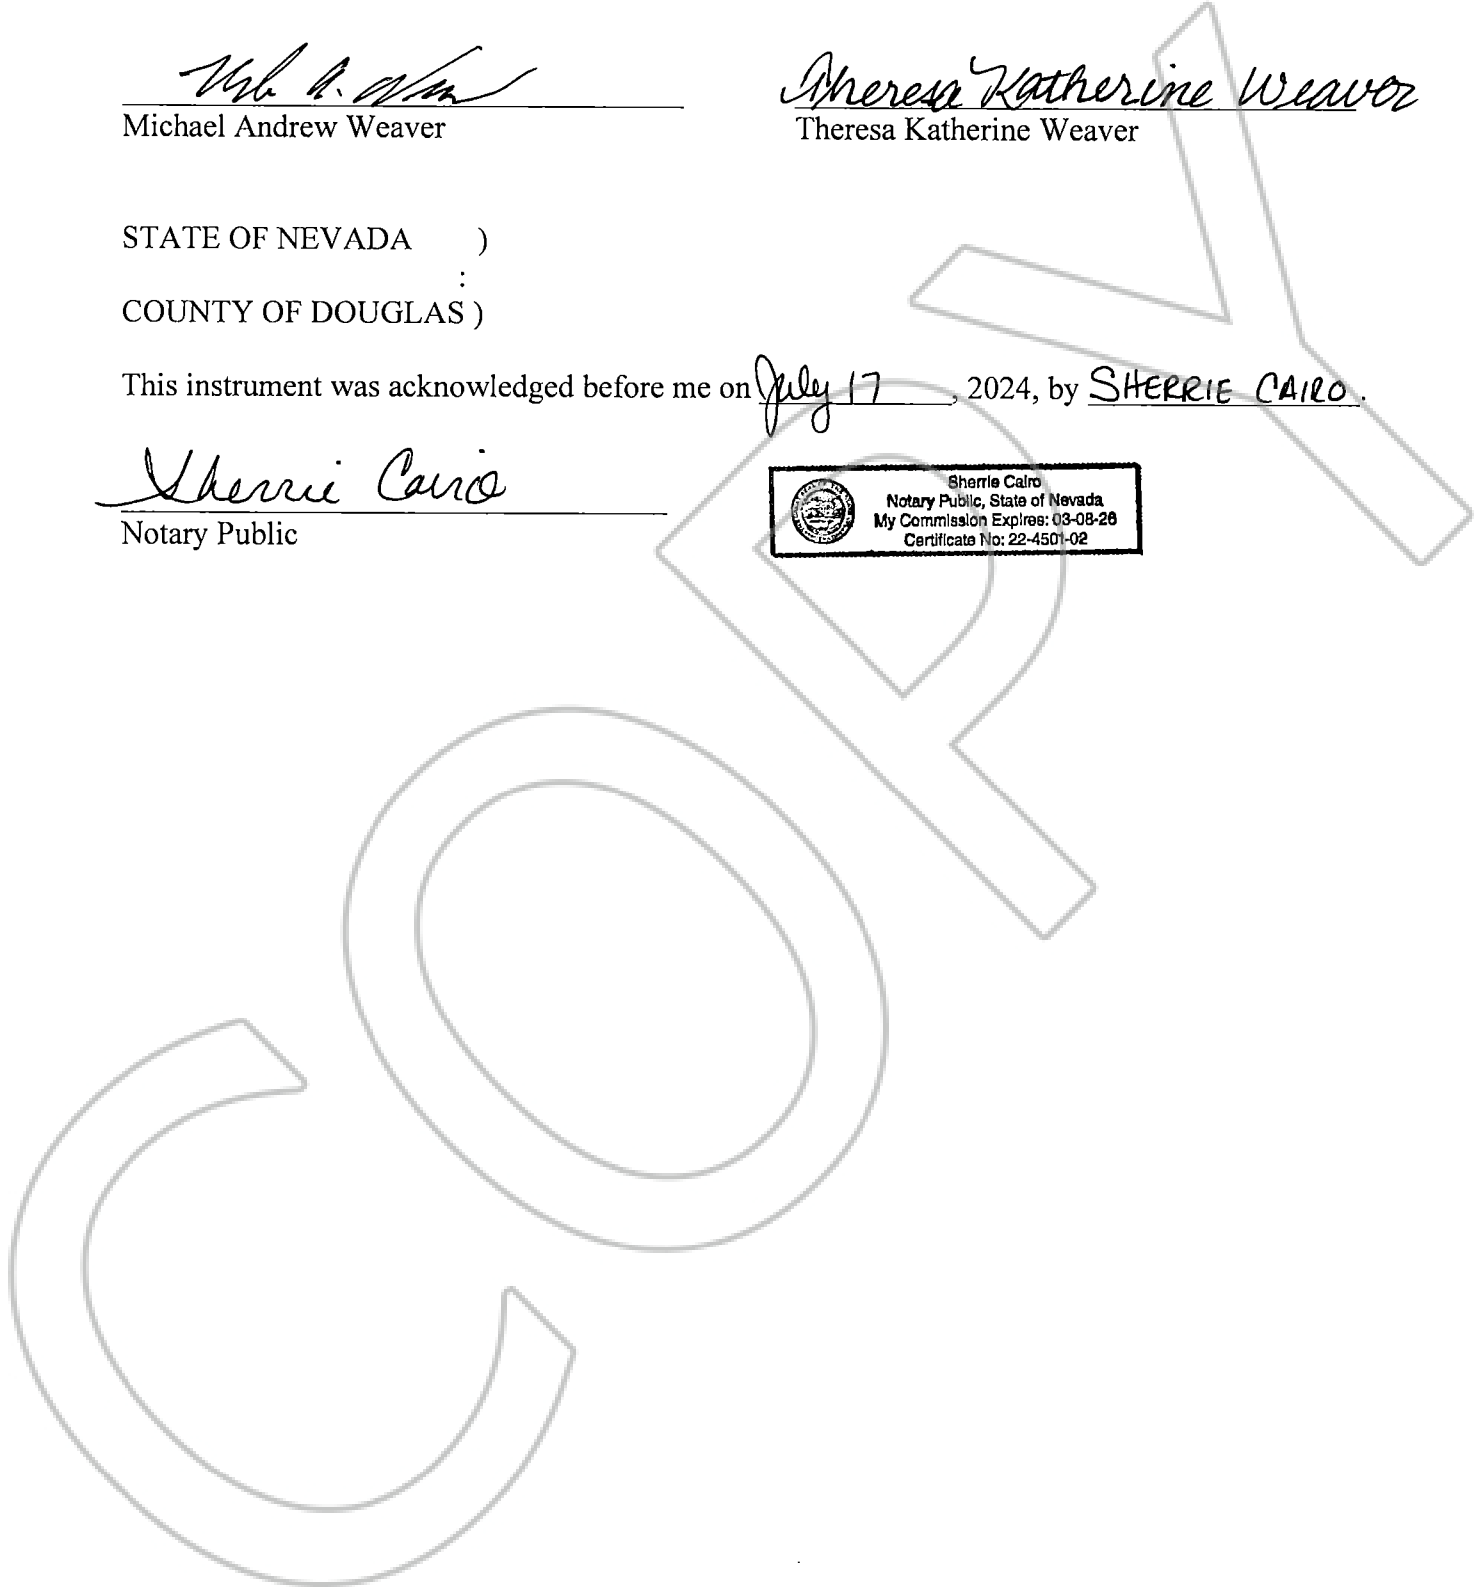 Michael A. Weaver Theresa Katherine Weaver
Michael Andrew Weaver Theresa Katherine Weaver
STATE OF NEVADA )
:
COUNTY OF DOUGLAS )
This instrument was acknowledged before me on July 17, 2024, by SHERRIE CAIRO.
Sherrie Cairo
Notary Public
Sherrie Cairo
Notary Public, State of Nevada
My Commission Expires: 03-08-26
Certificate No: 22-4501-02
COPY